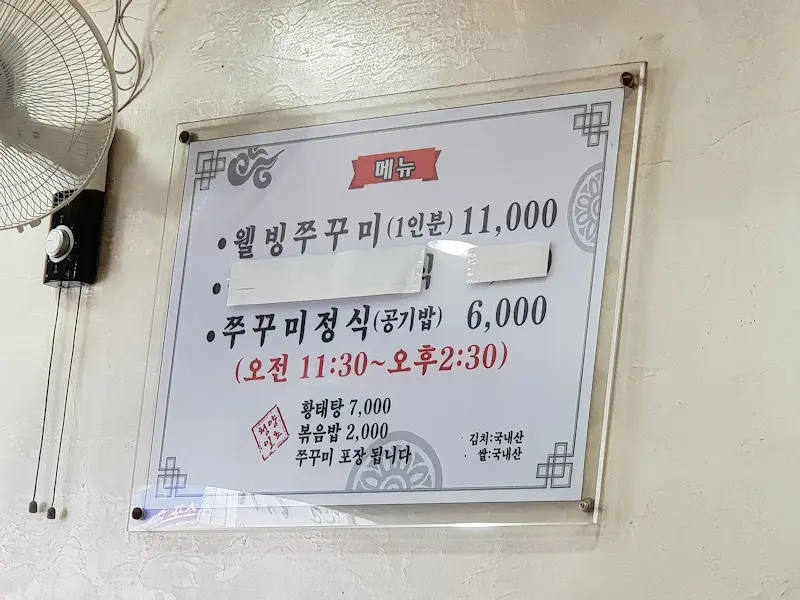 메뉴
• 웰빙쭈꾸미(1인분) 11,000
• 식
• 쭈꾸미정식(공기밥) 6,000
(오전 11:30~오후2:30)
황태탕 7,000
볶음밥 2,000
쭈꾸미 포장 됩니다
김치:국내산
쌀:국내산